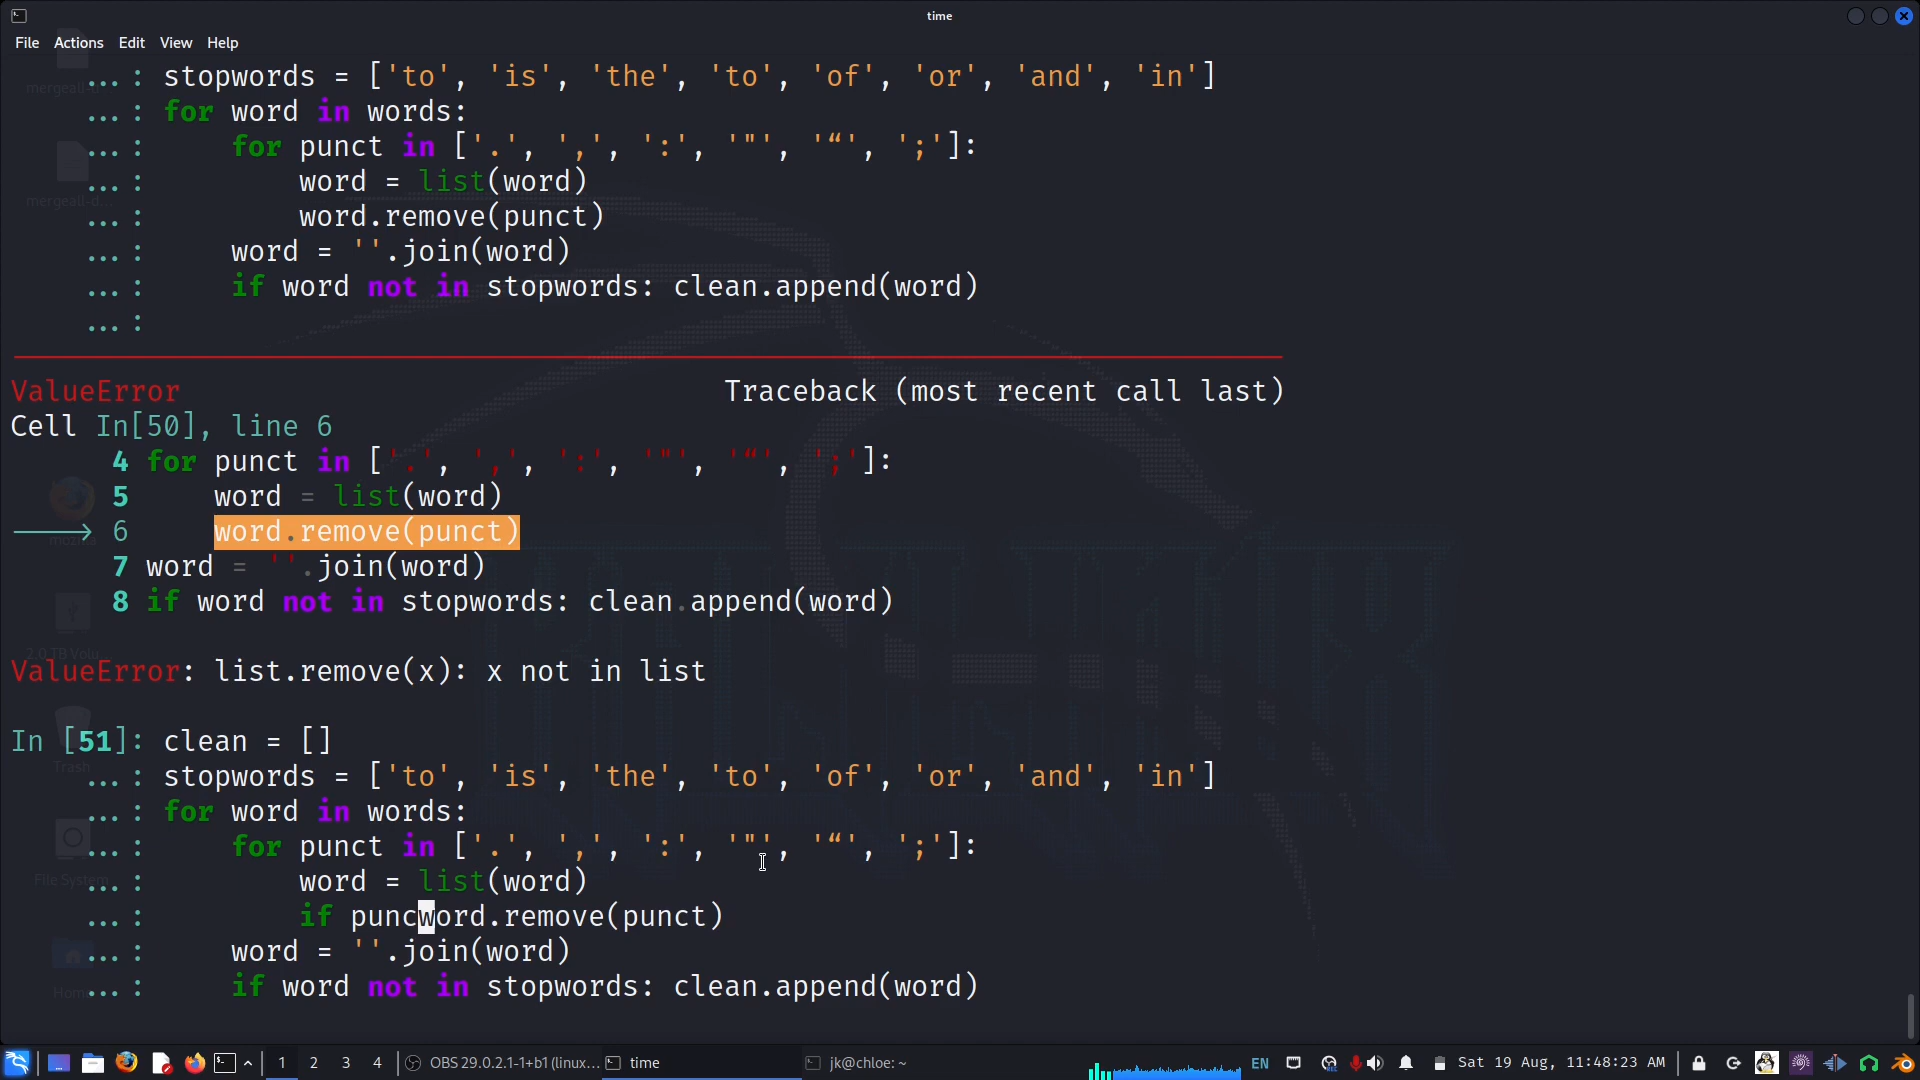 time
File Actions Edit View Help
...: stopwords = ['to', 'is', 'the', 'to', 'of', 'or', 'and', 'in']
...: for word in words:
...:     for punct in ['.', ',', ':', '"', '“', ';']:
...:         word = list(word)
...:         word.remove(punct)
...:     word = ''.join(word)
...:     if word not in stopwords: clean.append(word)
...:
ValueError                                Traceback (most recent call last)
Cell In[50], line 6
      4 for punct in ['.', ',', ':', '"', '“', ';']:
      5     word = list(word)
----> 6     word.remove(punct)
      7 word = ''.join(word)
      8 if word not in stopwords: clean.append(word)
ValueError: list.remove(x): x not in list
In [51]: clean = []
...: stopwords = ['to', 'is', 'the', 'to', 'of', 'or', 'and', 'in']
...: for word in words:
...:     for punct in ['.', ',', ':', '"', '“', ';']:
...:         word = list(word)
...:         if puncword.remove(punct)
...:     word = ''.join(word)
...:     if word not in stopwords: clean.append(word)
mergeall-d...
Trash
File System
Home
1 2 3 4 OBS 29.0.2.1-1+b1 (linux... time jk@chloe: ~ EN Sat 19 Aug, 11:48:23 AM